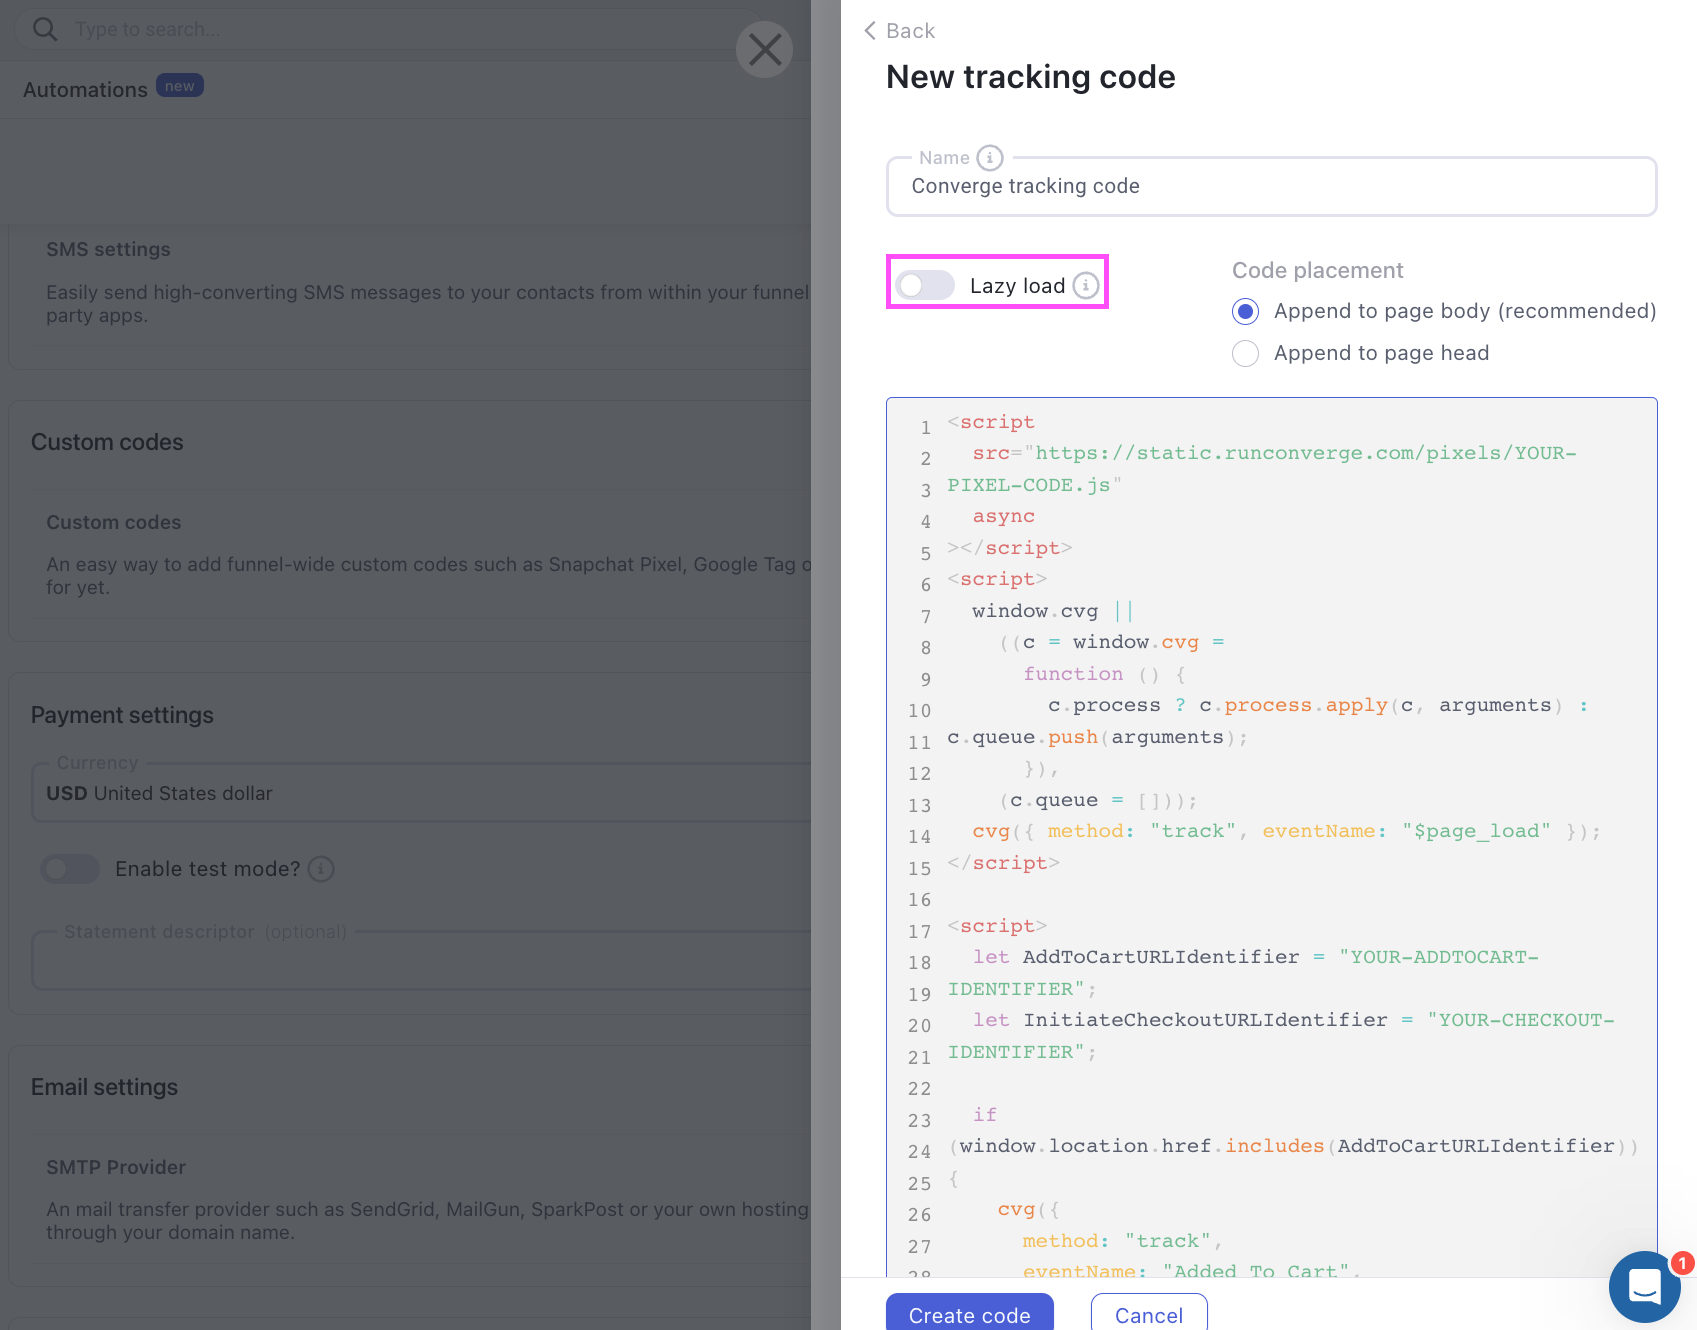 Type to search...
Automations new
SMS settings
Easily send high-converting SMS messages to your contacts from within your funnel
party apps.
Custom codes
Custom codes
An easy way to add funnel-wide custom codes such as Snapchat Pixel, Google Tag o
for yet.
Payment settings
Currency
USD United States dollar
Enable test mode?
Statement descriptor (optional)
Email settings
SMTP Provider
An mail transfer provider such as SendGrid, MailGun, SparkPost or your own hosting
through your domain name.
Back
New tracking code
Name
Converge tracking code
Lazy load
Code placement
Append to page body (recommended)
Append to page head
1 <script
2 src="https://static.runconverge.com/pixels/YOUR-
3 PIXEL-CODE.js"
4 async
5 ></script>
6 <script>
7 window.cvg ||
8 ((c = window.cvg =
9 function () {
10 c.process ? c.process.apply(c, arguments) :
11 c.queue.push(arguments);
12 }),
13 (c.queue = []));
14 cvg({ method: "track", eventName: "$page_load" });
15 </script>
16
17 <script>
18 let AddToCartURLIdentifier = "YOUR-ADDTOCART-
19 IDENTIFIER";
20 let InitiateCheckoutURLIdentifier = "YOUR-CHECKOUT-
21 IDENTIFIER";
22
23 if
24 (window.location.href.includes(AddToCartURLIdentifier))
25 {
26 cvg({
27 method: "track",
28 eventName: "Added To Cart",
Create code
Cancel
1